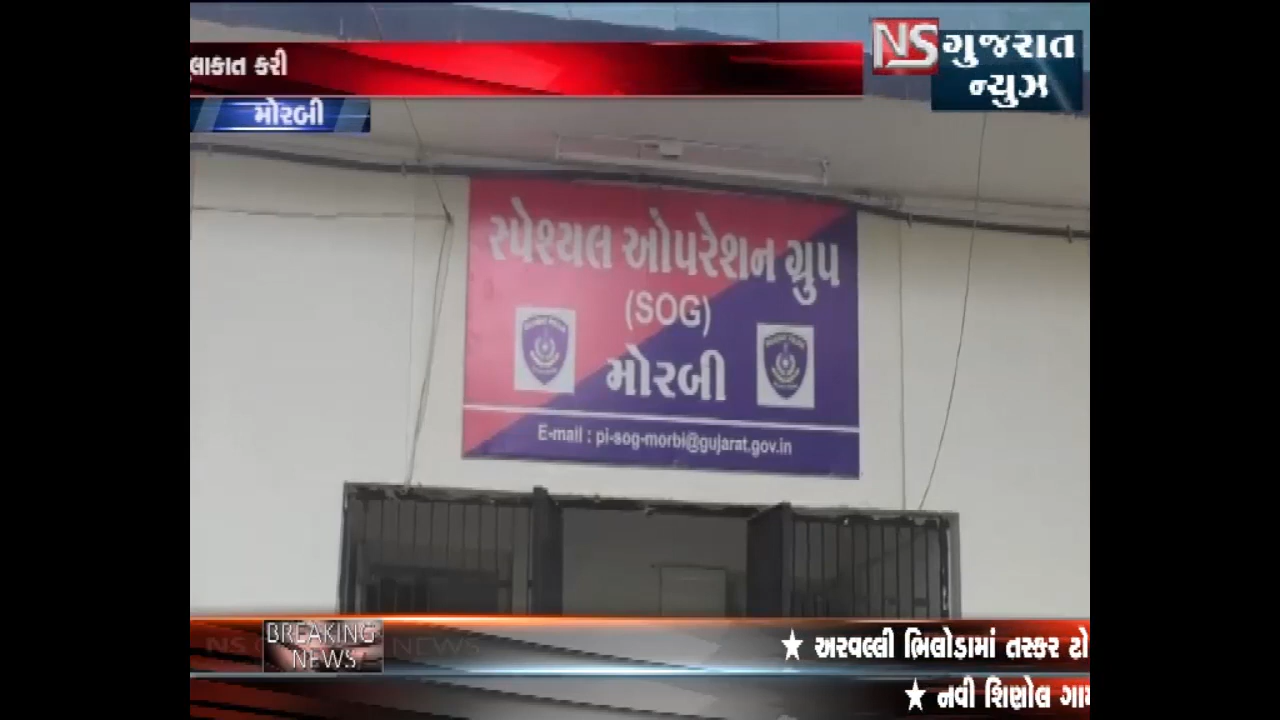 લાકાત કરી
NS ગુજરાત
ન્યુઝ
મોરબી
સ્પેશ્યલ ઓપરેશન ગ્રુપ
(SOG)
મોરબી
E-mail : pi-sog-morbi@gujarat.gov.in
BREAKING
NEWS
NEWS
★ અરવલ્લી ભિલોડામાં તસ્કર ટો
★ નવી શિણોલ ગામ